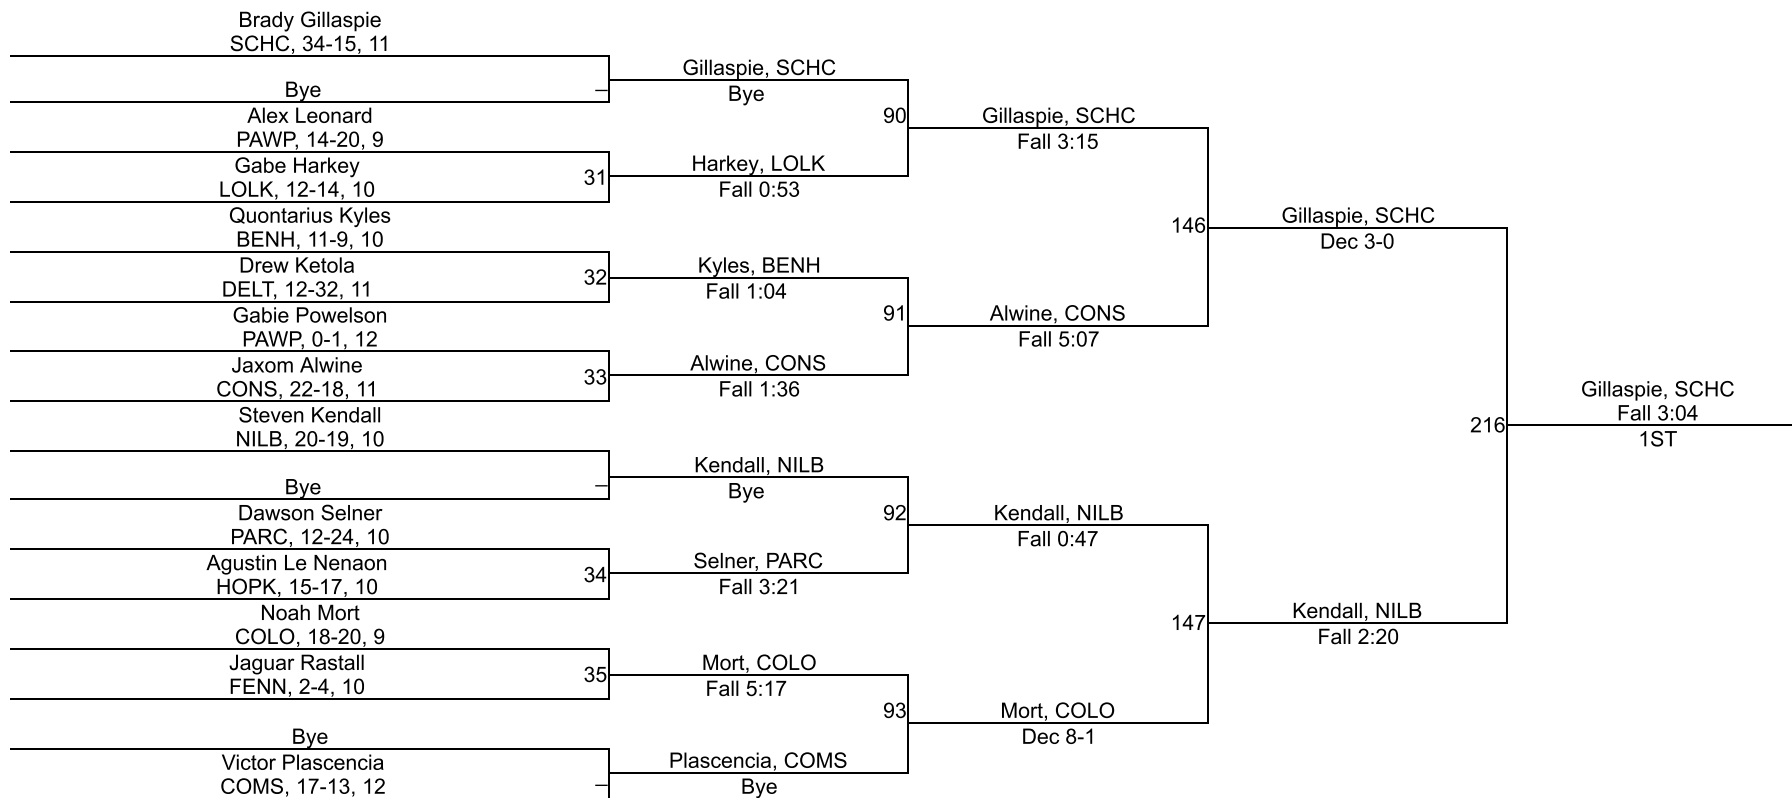 Brady Gillaspie
SCHC, 34-15, 11
Bye
–
Alex Leonard
PAWP, 14-20, 9
Gabe Harkey
LOLK, 12-14, 10
31
Quontarius Kyles
BENH, 11-9, 10
Drew Ketola
DELT, 12-32, 11
32
Gabie Powelson
PAWP, 0-1, 12
Jaxom Alwine
CONS, 22-18, 11
33
Steven Kendall
NILB, 20-19, 10
Bye
–
Dawson Selner
PARC, 12-24, 10
Agustin Le Nenaon
HOPK, 15-17, 10
34
Noah Mort
COLO, 18-20, 9
Jaguar Rastall
FENN, 2-4, 10
35
Bye
Victor Plascencia
COMS, 17-13, 12
–
Gillaspie, SCHC
Bye
90
Harkey, LOLK
Fall 0:53
Kyles, BENH
Fall 1:04
91
Alwine, CONS
Fall 1:36
Kendall, NILB
Bye
92
Selner, PARC
Fall 3:21
Mort, COLO
Fall 5:17
93
Plascencia, COMS
Bye
Gillaspie, SCHC
Fall 3:15
146
Alwine, CONS
Fall 5:07
Kendall, NILB
Fall 0:47
147
Mort, COLO
Dec 8-1
Gillaspie, SCHC
Dec 3-0
216
Kendall, NILB
Fall 2:20
Gillaspie, SCHC
Fall 3:04
1ST